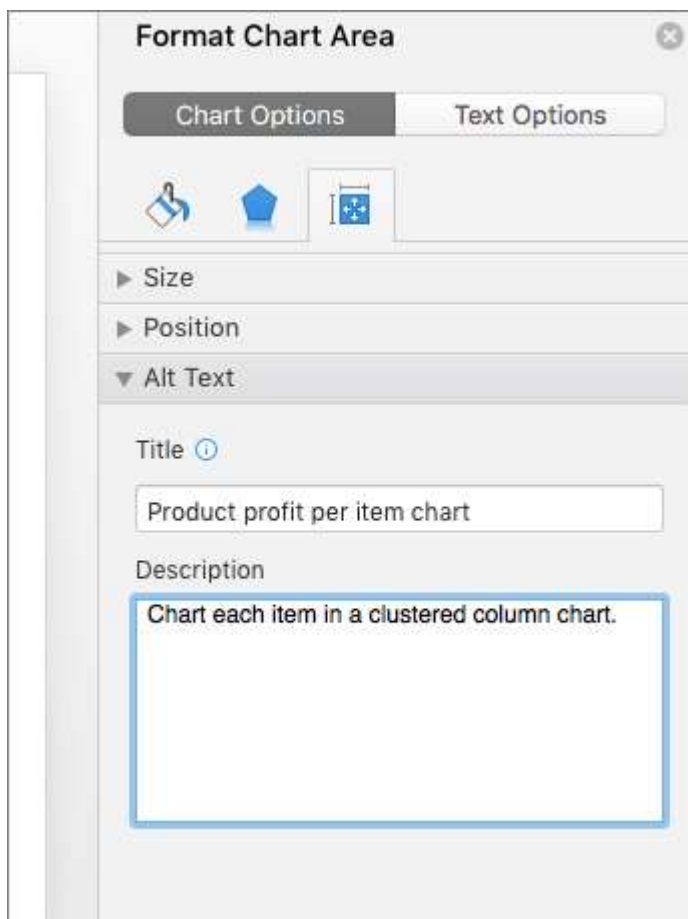 Format Chart Area
Chart Options
Text Options
Size
Position
Alt Text
Title
Product profit per item chart
Description
Chart each item in a clustered column chart.